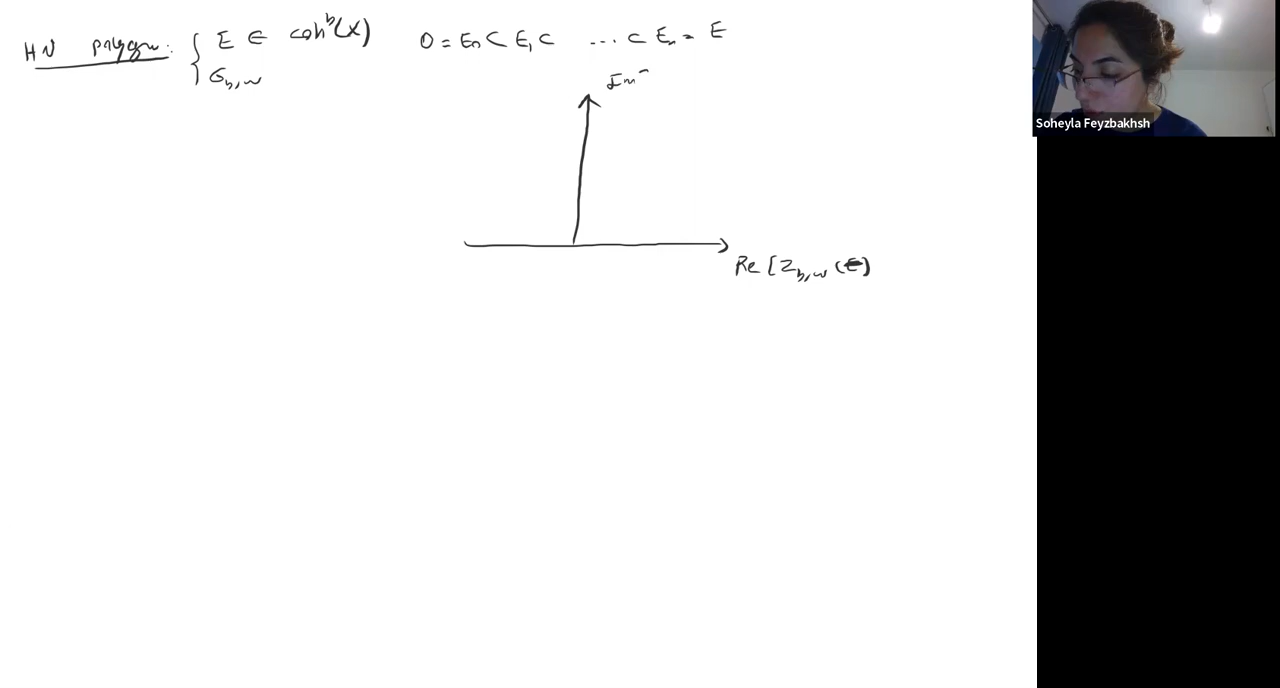 HN polygon: { E ∈ Coh^b(X)   0 = E_0 ⊂ E_1 ⊂ ... ⊂ E_n = E
σ_{b,w}
Im
Re [Z_{b,w}(E)
Soheyla Feyzbakhsh